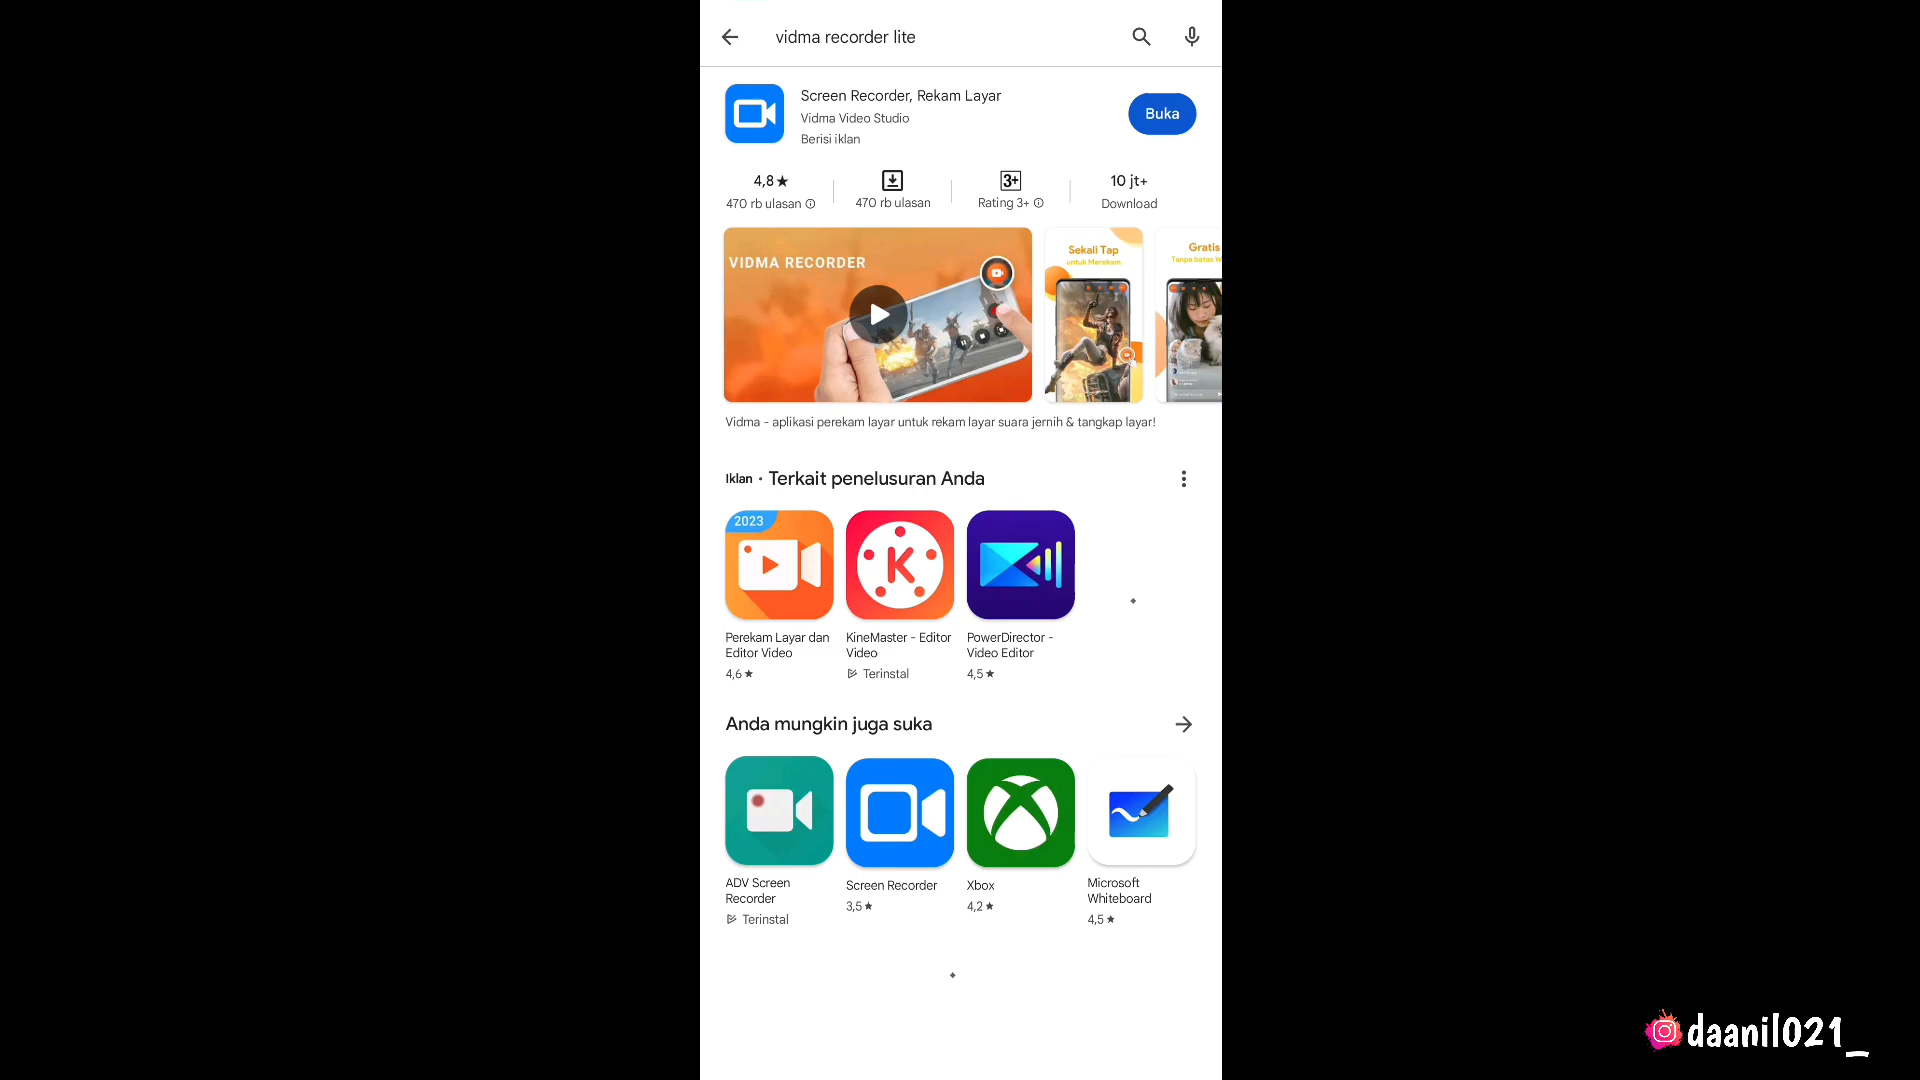 vidma recorder lite
Screen Recorder, Rekam Layar
Vidma Video Studio
Berisi iklan
Buka
4,8★
470 rb ulasan
470 rb ulasan
3+
Rating 3+
10 jt+
Download
VIDMA RECORDER
Sekali Tap
untuk Merekam
Gratis
Vidma - aplikasi perekam layar untuk rekam layar suara jernih & tangkap layar!
Iklan • Terkait penelusuran Anda
2023
K
Perekam Layar dan
Editor Video
4,6★
KineMaster - Editor
Video
Terinstal
PowerDirector -
Video Editor
4,5★
Anda mungkin juga suka
ADV Screen
Recorder
Terinstal
Screen Recorder
3,5★
Xbox
4,2★
Microsoft
Whiteboard
4,5★
daanil021_